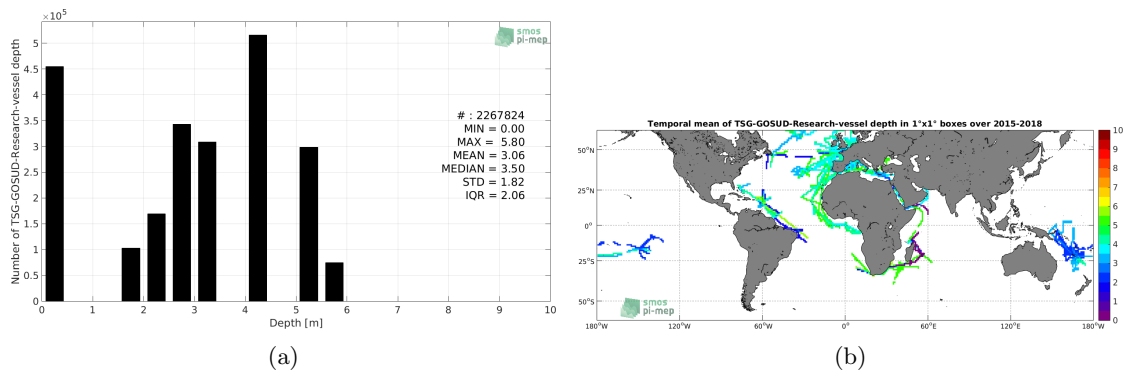 ×10⁵
5
4.5
4
3.5
3
2.5
2
1.5
1
0.5
0
Number of TSG-GOSUD-Research-vessel depth
smos
pi-mep
# : 2267824
MIN = 0.00
MAX = 5.80
MEAN = 3.06
MEDIAN = 3.50
STD = 1.82
IQR = 2.06
0 1 2 3 4 5 6 7 8 9 10
Depth [m]
(a)
Temporal mean of TSG-GOSUD-Research-vessel depth in 1°x1° boxes over 2015-2018
50°N
25°N
0°
25°S
50°S
smos
pi-mep
180°W 120°W 60°W 0° 60°E 120°E 180°W
10
9
8
7
6
5
4
3
2
1
0
(b)